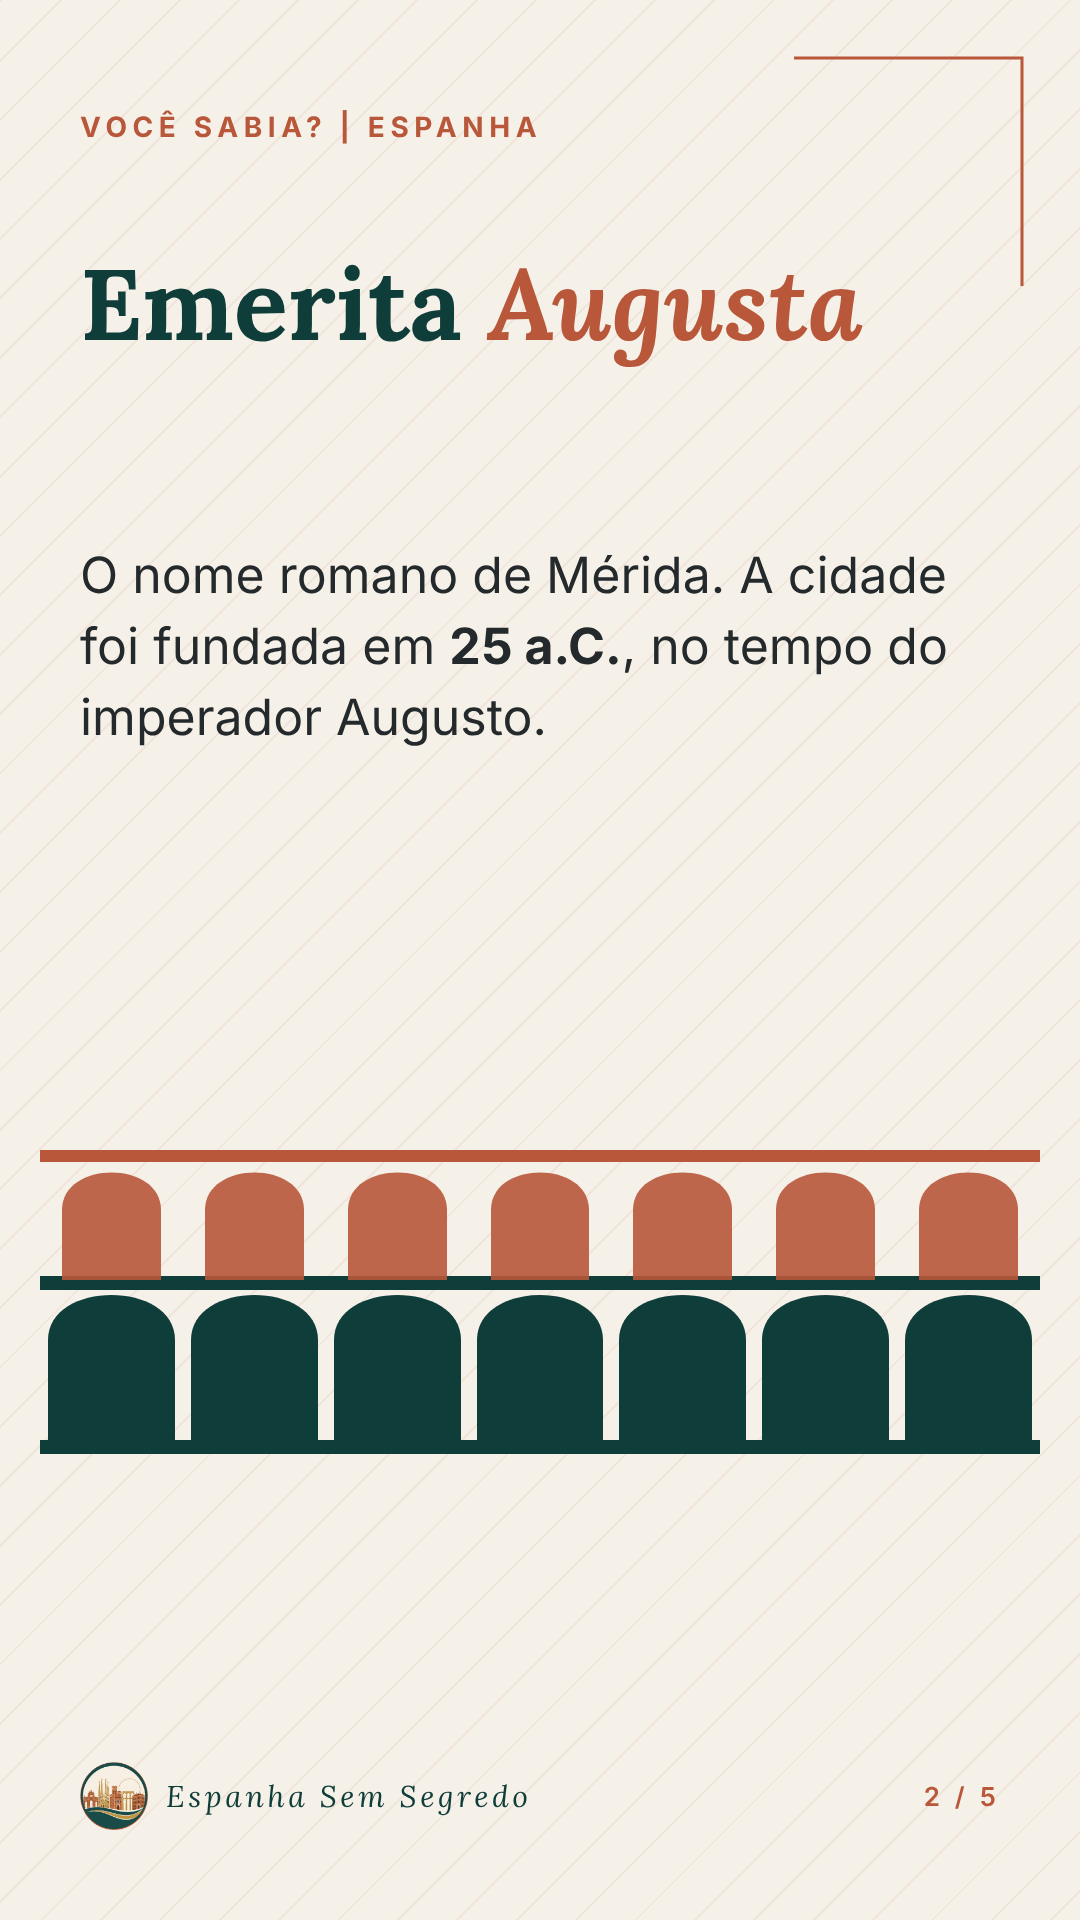 VOCÊ SABIA? | ESPANHA
Emerita Augusta
O nome romano de Mérida. A cidade
foi fundada em 25 a.C., no tempo do
imperador Augusto.
Espanha Sem Segredo
2 / 5